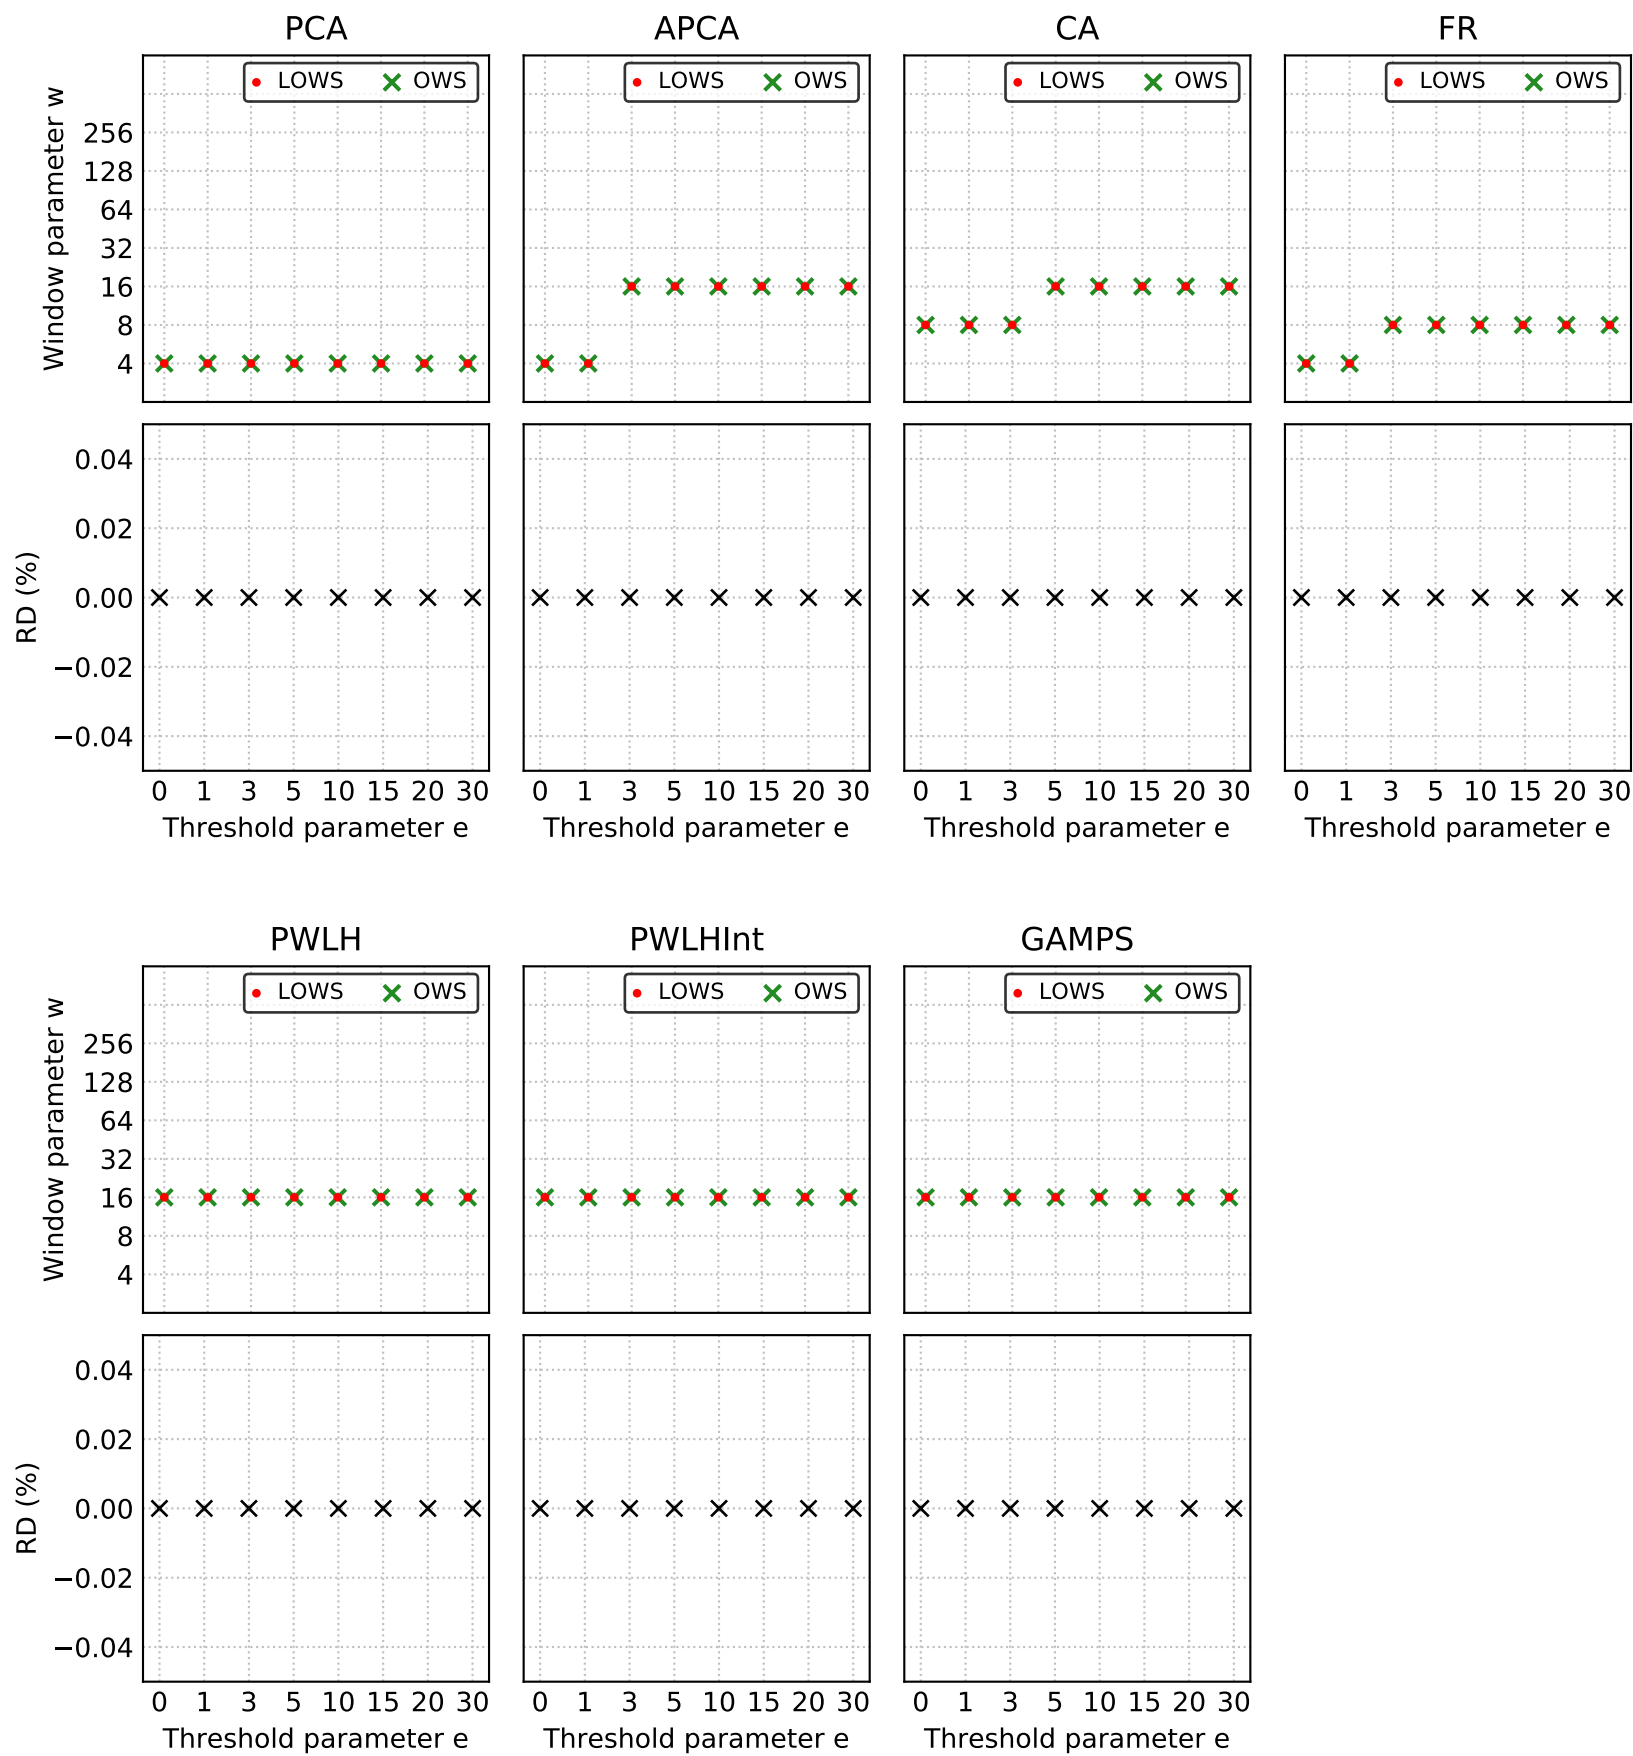 PCA APCA CA FR
LOWS OWS LOWS OWS LOWS OWS LOWS OWS
Window parameter w
256
128
64
32
16
8
4
RD (%)
0.04
0.02
0.00
−0.02
−0.04
0 1 3 5 10 15 20 30 0 1 3 5 10 15 20 30 0 1 3 5 10 15 20 30 0 1 3 5 10 15 20 30
Threshold parameter e Threshold parameter e Threshold parameter e Threshold parameter e
PWLH PWLHInt GAMPS
LOWS OWS LOWS OWS LOWS OWS
Window parameter w
256
128
64
32
16
8
4
RD (%)
0.04
0.02
0.00
−0.02
−0.04
0 1 3 5 10 15 20 30 0 1 3 5 10 15 20 30 0 1 3 5 10 15 20 30
Threshold parameter e Threshold parameter e Threshold parameter e